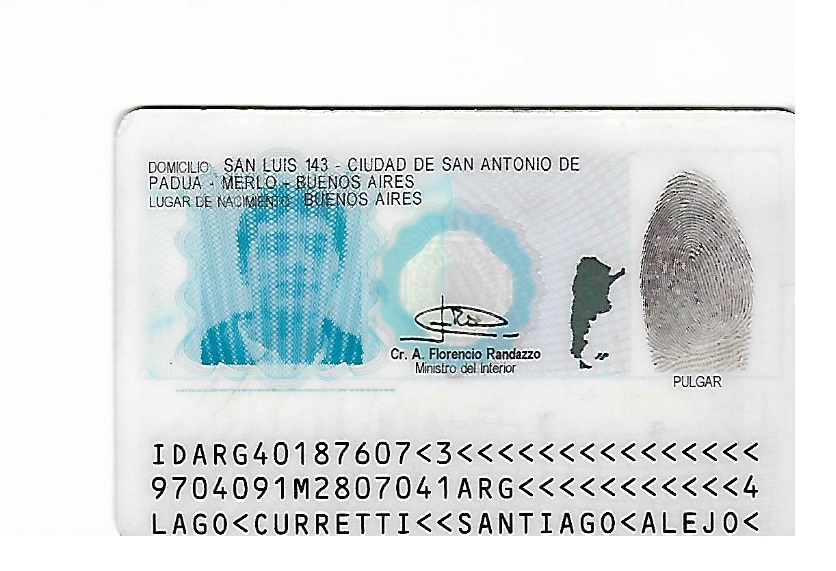 DOMICILIO: SAN LUIS 143 - CIUDAD DE SAN ANTONIO DE
PADUA - MERLO - BUENOS AIRES
LUGAR DE NACIMIENTO: BUENOS AIRES
Cr. A. Florencio Randazzo
Ministro del Interior
PULGAR
IDARG40187607<3<<<<<<<<<<<<<<<
9704091M2807041ARG<<<<<<<<<<<4
LAGO<CURRETTI<<SANTIAGO<ALEJO<